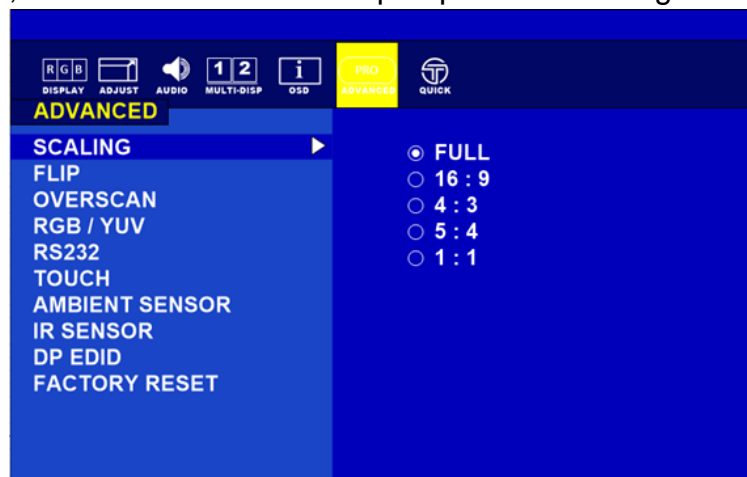 R G B
1 2
i
PRO
DISPLAY ADJUST AUDIO MULTI-DISP OSD ADVANCED QUICK
ADVANCED
SCALING
FLIP
OVERSCAN
RGB / YUV
RS232
TOUCH
AMBIENT SENSOR
IR SENSOR
DP EDID
FACTORY RESET
FULL
16 : 9
4 : 3
5 : 4
1 : 1